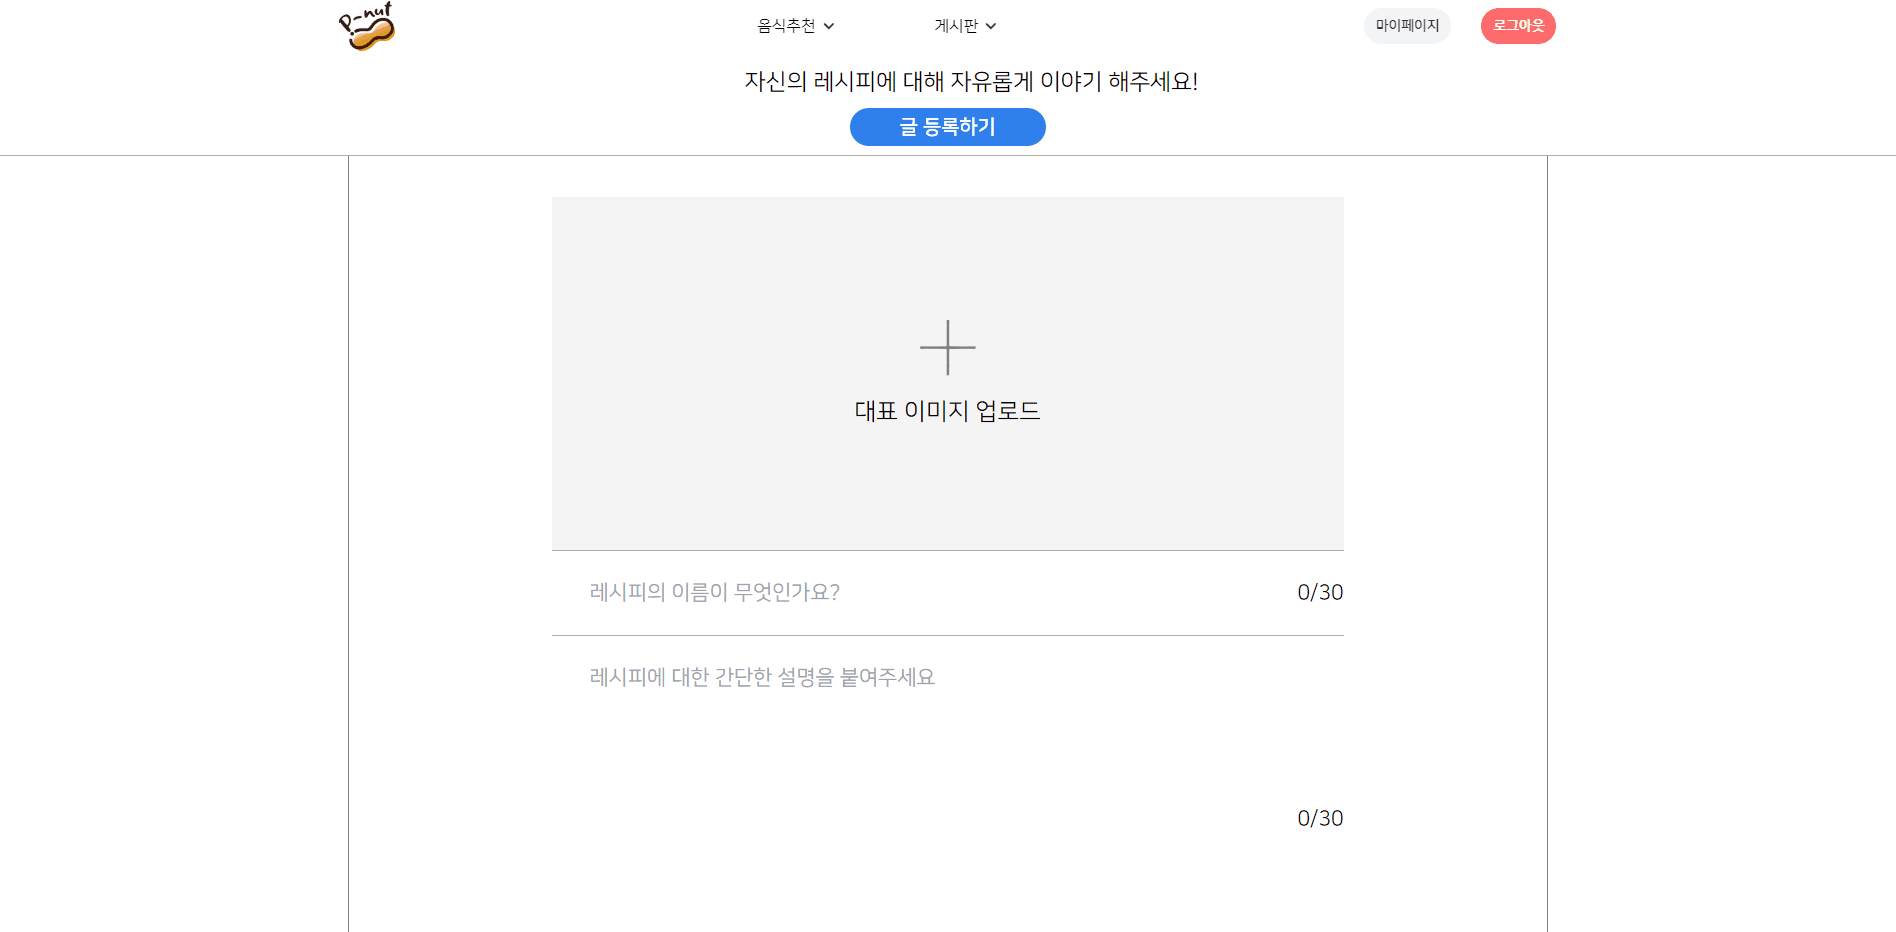 P-nut
음식추천
게시판
마이페이지
로그아웃
자신의 레시피에 대해 자유롭게 이야기 해주세요!
글 등록하기
대표 이미지 업로드
레시피의 이름이 무엇인가요?
0/30
레시피에 대한 간단한 설명을 붙여주세요
0/30